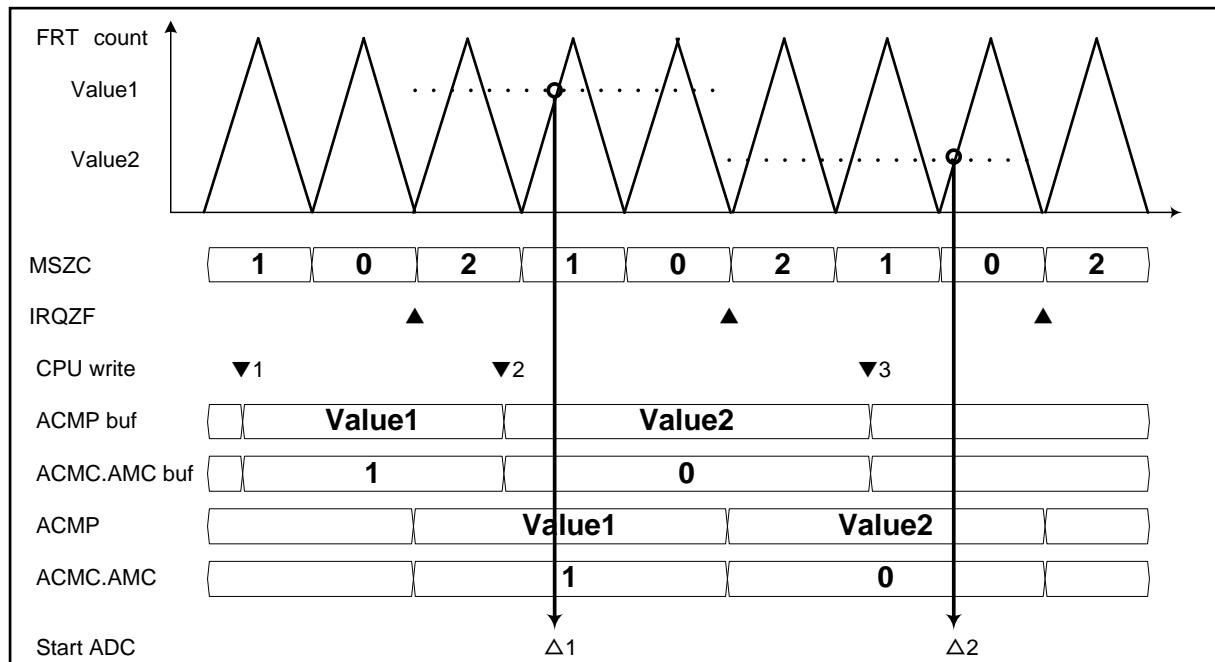 FRT count
Value1
Value2
MSZC 1 0 2 1 0 2 1 0 2
IRQZF ▲ ▲ ▲
CPU write ▼1 ▼2 ▼3
ACMP buf Value1 Value2
ACMC.AMC buf 1 0
ACMP Value1 Value2
ACMC.AMC 1 0
Start ADC △1 △2